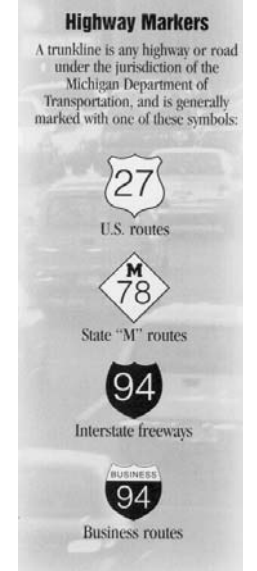 Highway Markers
A trunkline is any highway or road
under the jurisdiction of the
Michigan Department of
Transportation, and is generally
marked with one of these symbols:
27
U.S. routes
M
78
State “M” routes
94
Interstate freeways
BUSINESS
94
Business routes